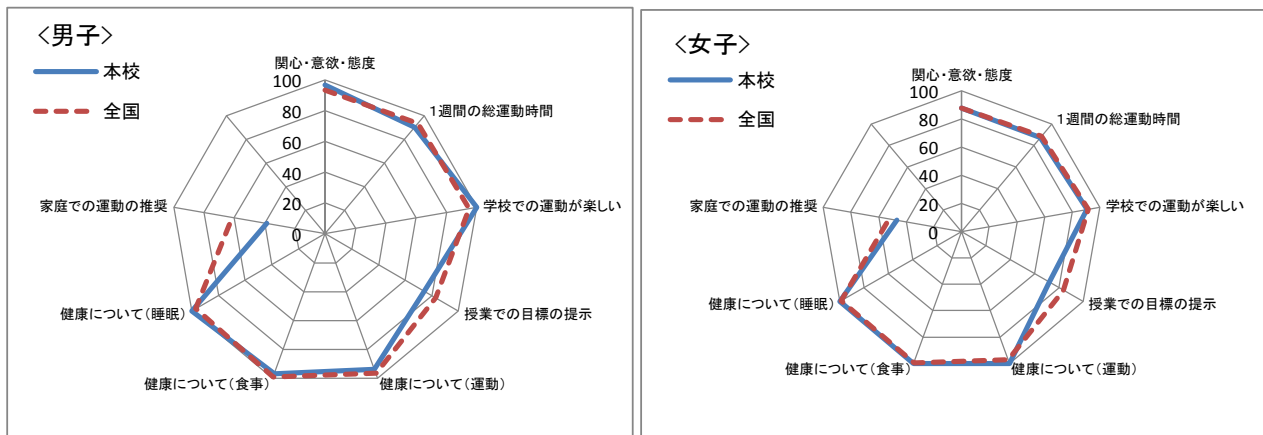 <男子>
本校
全国
関心・意欲・態度
1週間の総運動時間
学校での運動が楽しい
授業での目標の提示
健康について(運動)
健康について(食事)
健康について(睡眠)
家庭での運動の推奨
100
80
60
40
20
0
<女子>
本校
全国
関心・意欲・態度
1週間の総運動時間
学校での運動が楽しい
授業での目標の提示
健康について(運動)
健康について(食事)
健康について(睡眠)
家庭での運動の推奨
100
80
60
40
20
0